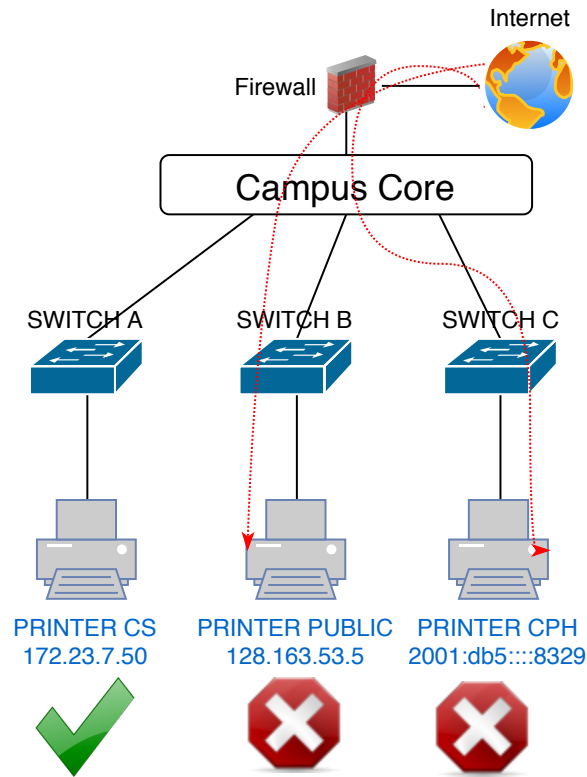 Internet
Firewall
Campus Core
SWITCH A
SWITCH B
SWITCH C
PRINTER CS
172.23.7.50
PRINTER PUBLIC
128.163.53.5
PRINTER CPH
2001:db5::::8329